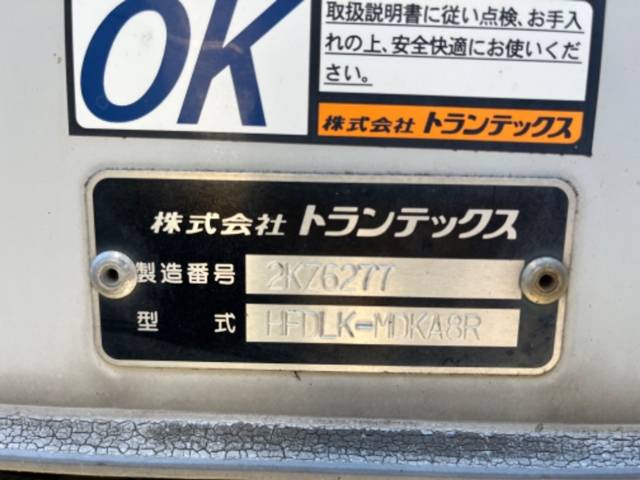 OK
取扱説明書に従い点検、お手入
れの上、安全快適にお使いくだ
さい。
株式会社 トランテックス
株式会社 トランテックス
製造番号 2KZ6277
型 式 HFDLK-MDKA8R